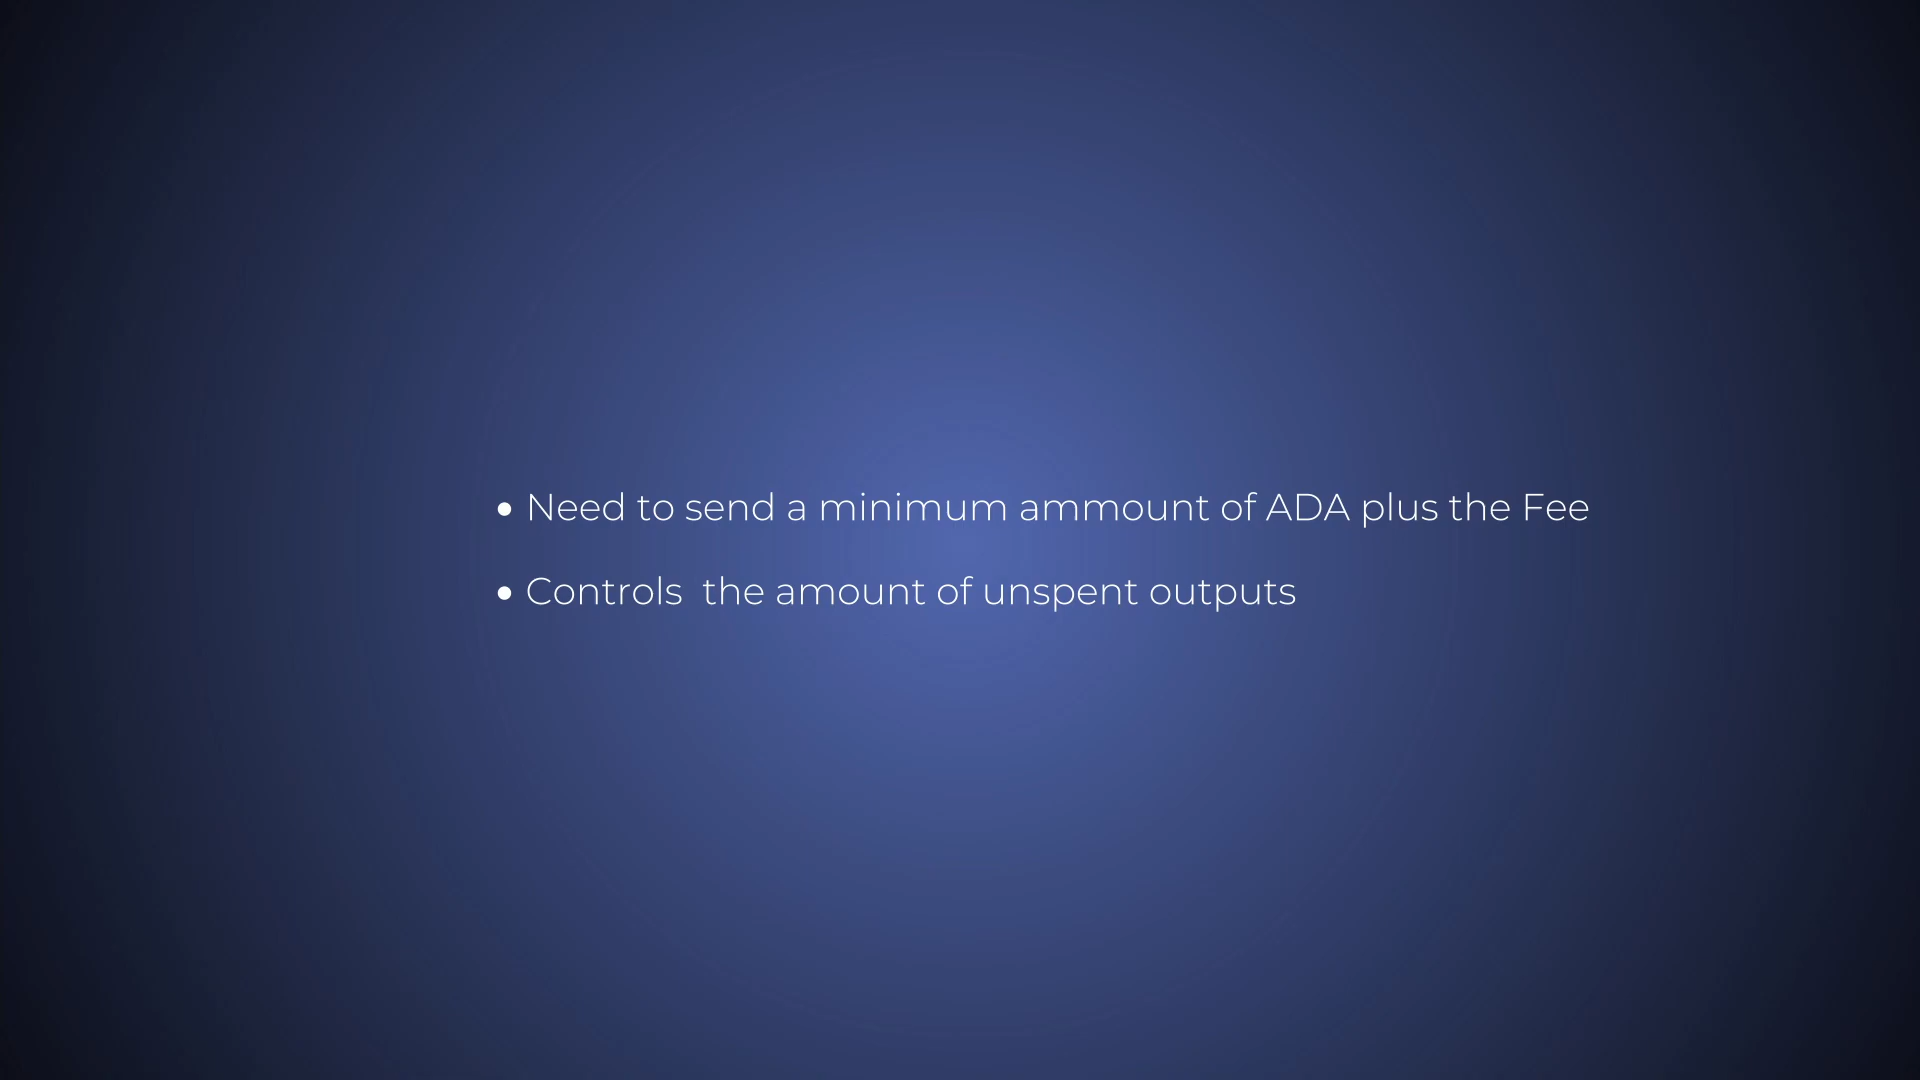 • Need to send a minimum ammount of ADA plus the Fee
• Controls  the amount of unspent outputs